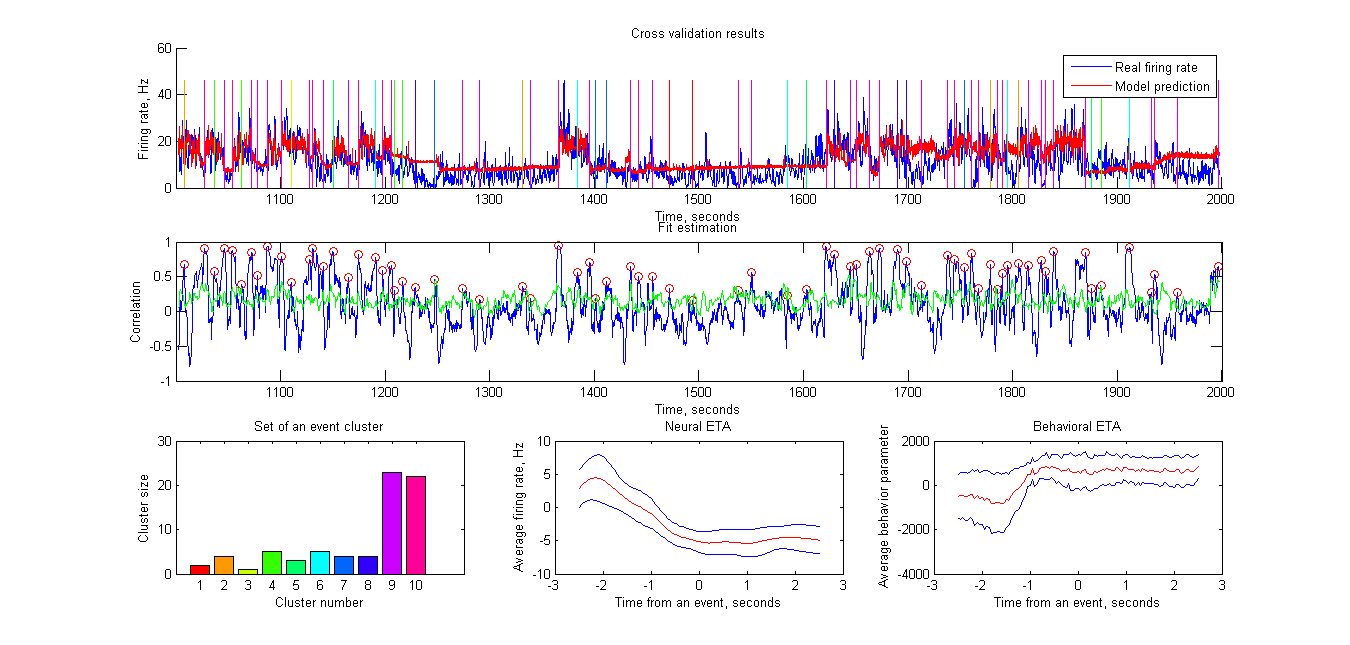 Cross validation results
Firing rate, Hz
60
40
20
0
Real firing rate
Model prediction
1100 1200 1300 1400 1500 1600 1700 1800 1900 2000
Time, seconds
Fit estimation
Correlation
1
0.5
0
-0.5
-1
1100 1200 1300 1400 1500 1600 1700 1800 1900 2000
Time, seconds
Set of an event cluster
Cluster size
30
20
10
0
1 2 3 4 5 6 7 8 9 10
Cluster number
Neural ETA
Average firing rate, Hz
10
5
0
-5
-10
-3 -2 -1 0 1 2 3
Time from an event, seconds
Behavioral ETA
Average behavior parameter
2000
0
-2000
-4000
-3 -2 -1 0 1 2 3
Time from an event, seconds